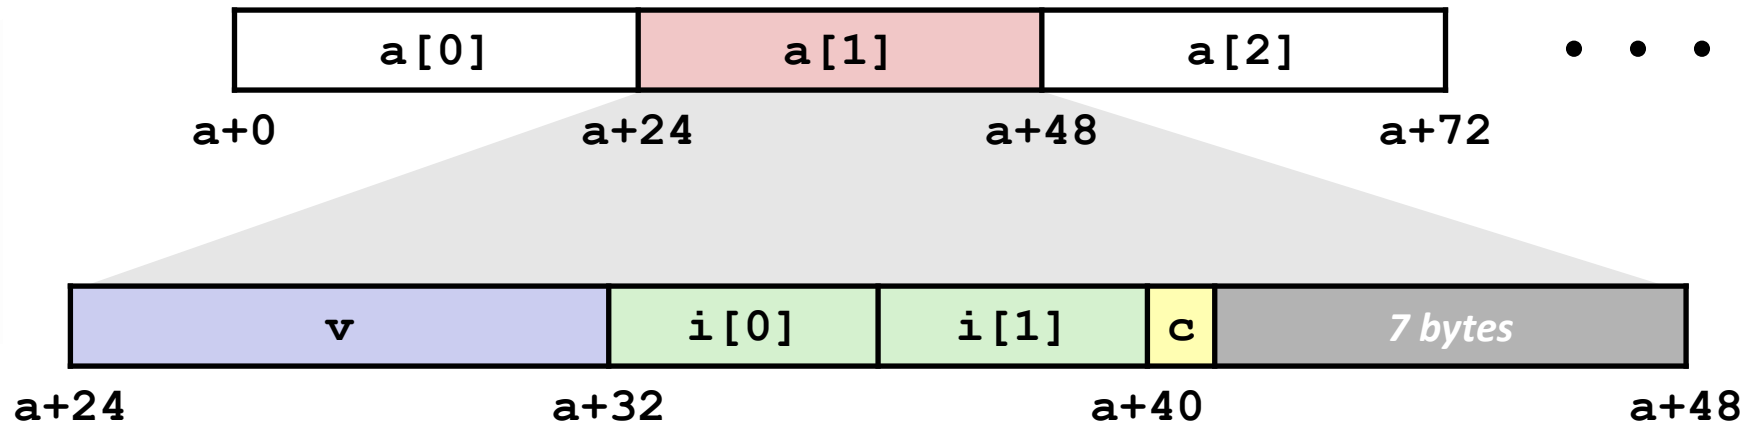 a[0] a[1] a[2] • • •
a+0 a+24 a+48 a+72
v i[0] i[1] c 7 bytes
a+24 a+32 a+40 a+48